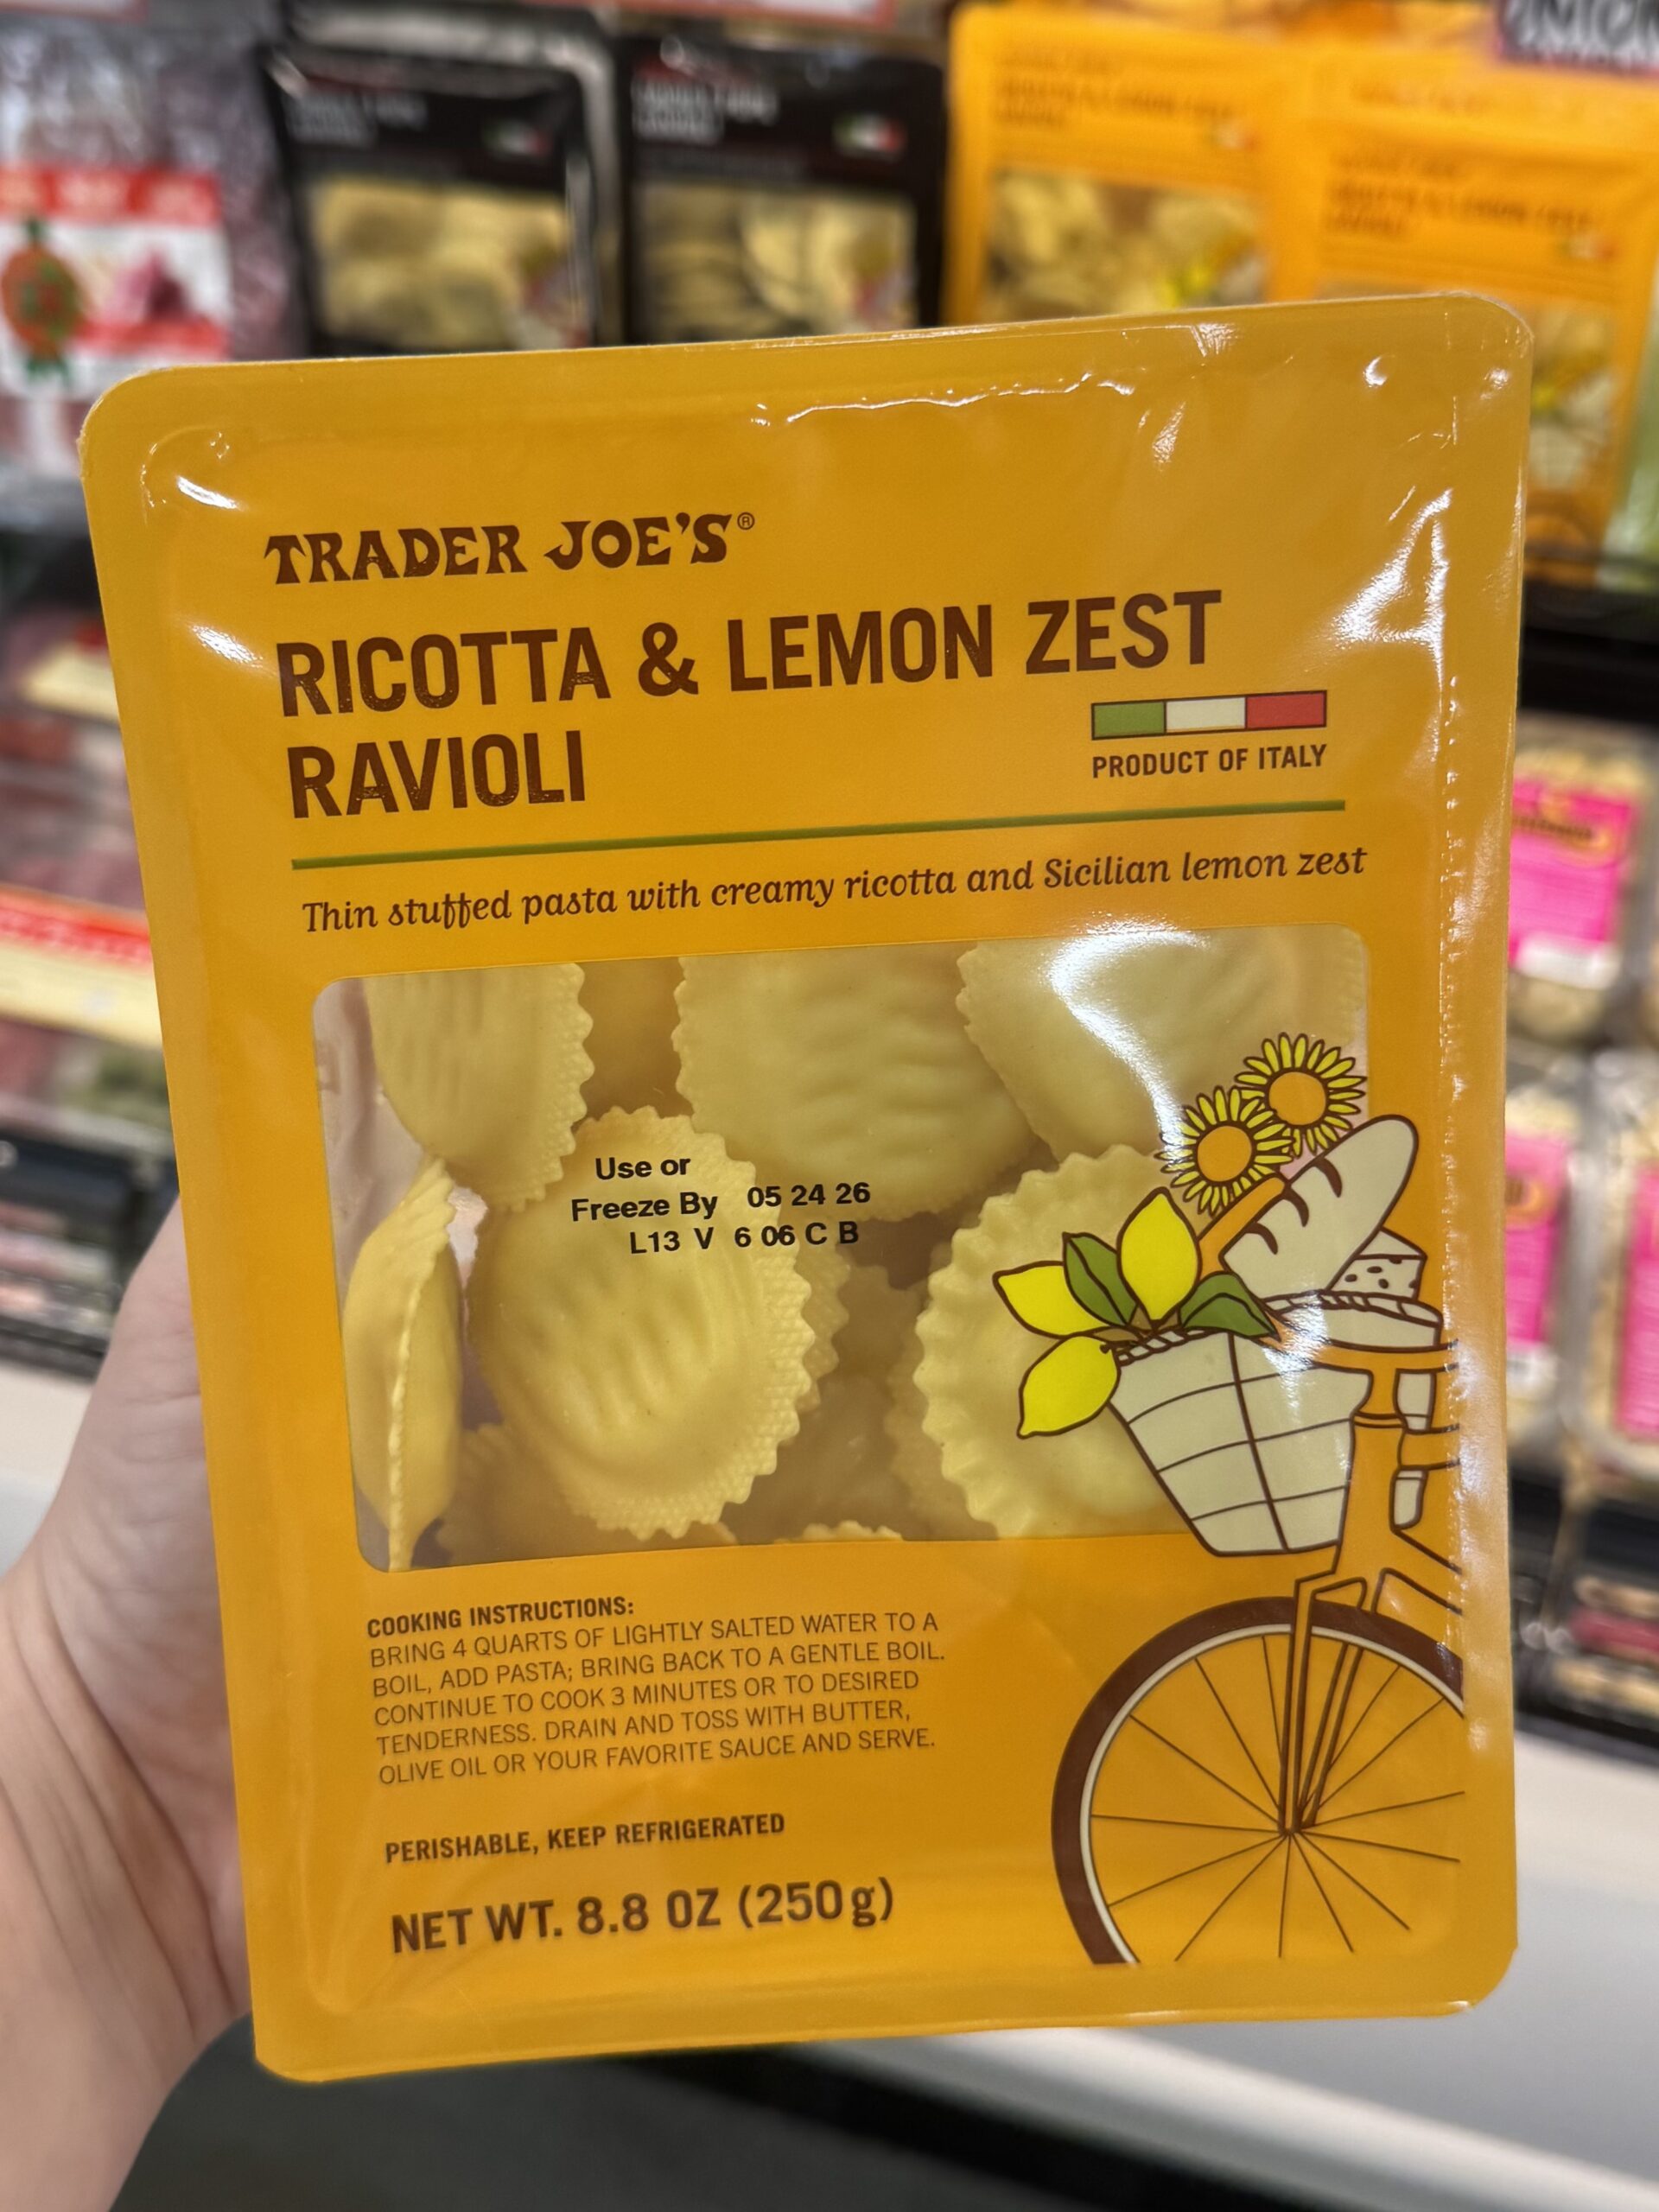 TRADER JOE'S®
RICOTTA & LEMON ZEST
RAVIOLI
PRODUCT OF ITALY
Thin stuffed pasta with creamy ricotta and Sicilian lemon zest
Use or
Freeze By 05 24 26
L13 V 6 06 C B
COOKING INSTRUCTIONS:
BRING 4 QUARTS OF LIGHTLY SALTED WATER TO A
BOIL, ADD PASTA; BRING BACK TO A GENTLE BOIL.
CONTINUE TO COOK 3 MINUTES OR TO DESIRED
TENDERNESS. DRAIN AND TOSS WITH BUTTER,
OLIVE OIL OR YOUR FAVORITE SAUCE AND SERVE.
PERISHABLE, KEEP REFRIGERATED
NET WT. 8.8 OZ (250g)